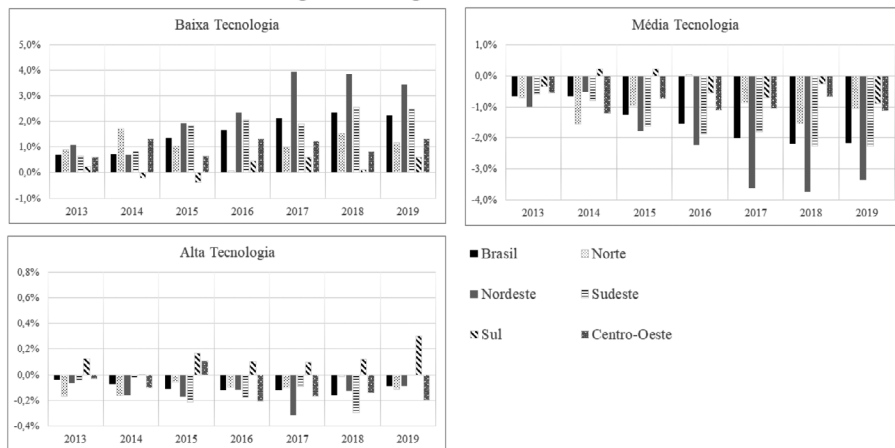 Baixa Tecnologia
5,0%
4,0%
3,0%
2,0%
1,0%
0,0%
-1,0%
2013 2014 2015 2016 2017 2018 2019
Média Tecnologia
1,0%
0,0%
-1,0%
-2,0%
-3,0%
-4,0%
2013 2014 2015 2016 2017 2018 2019
Alta Tecnologia
0,8%
0,6%
0,4%
0,2%
0,0%
-0,2%
-0,4%
2013 2014 2015 2016 2017 2018 2019
Brasil Norte
Nordeste Sudeste
Sul Centro-Oeste